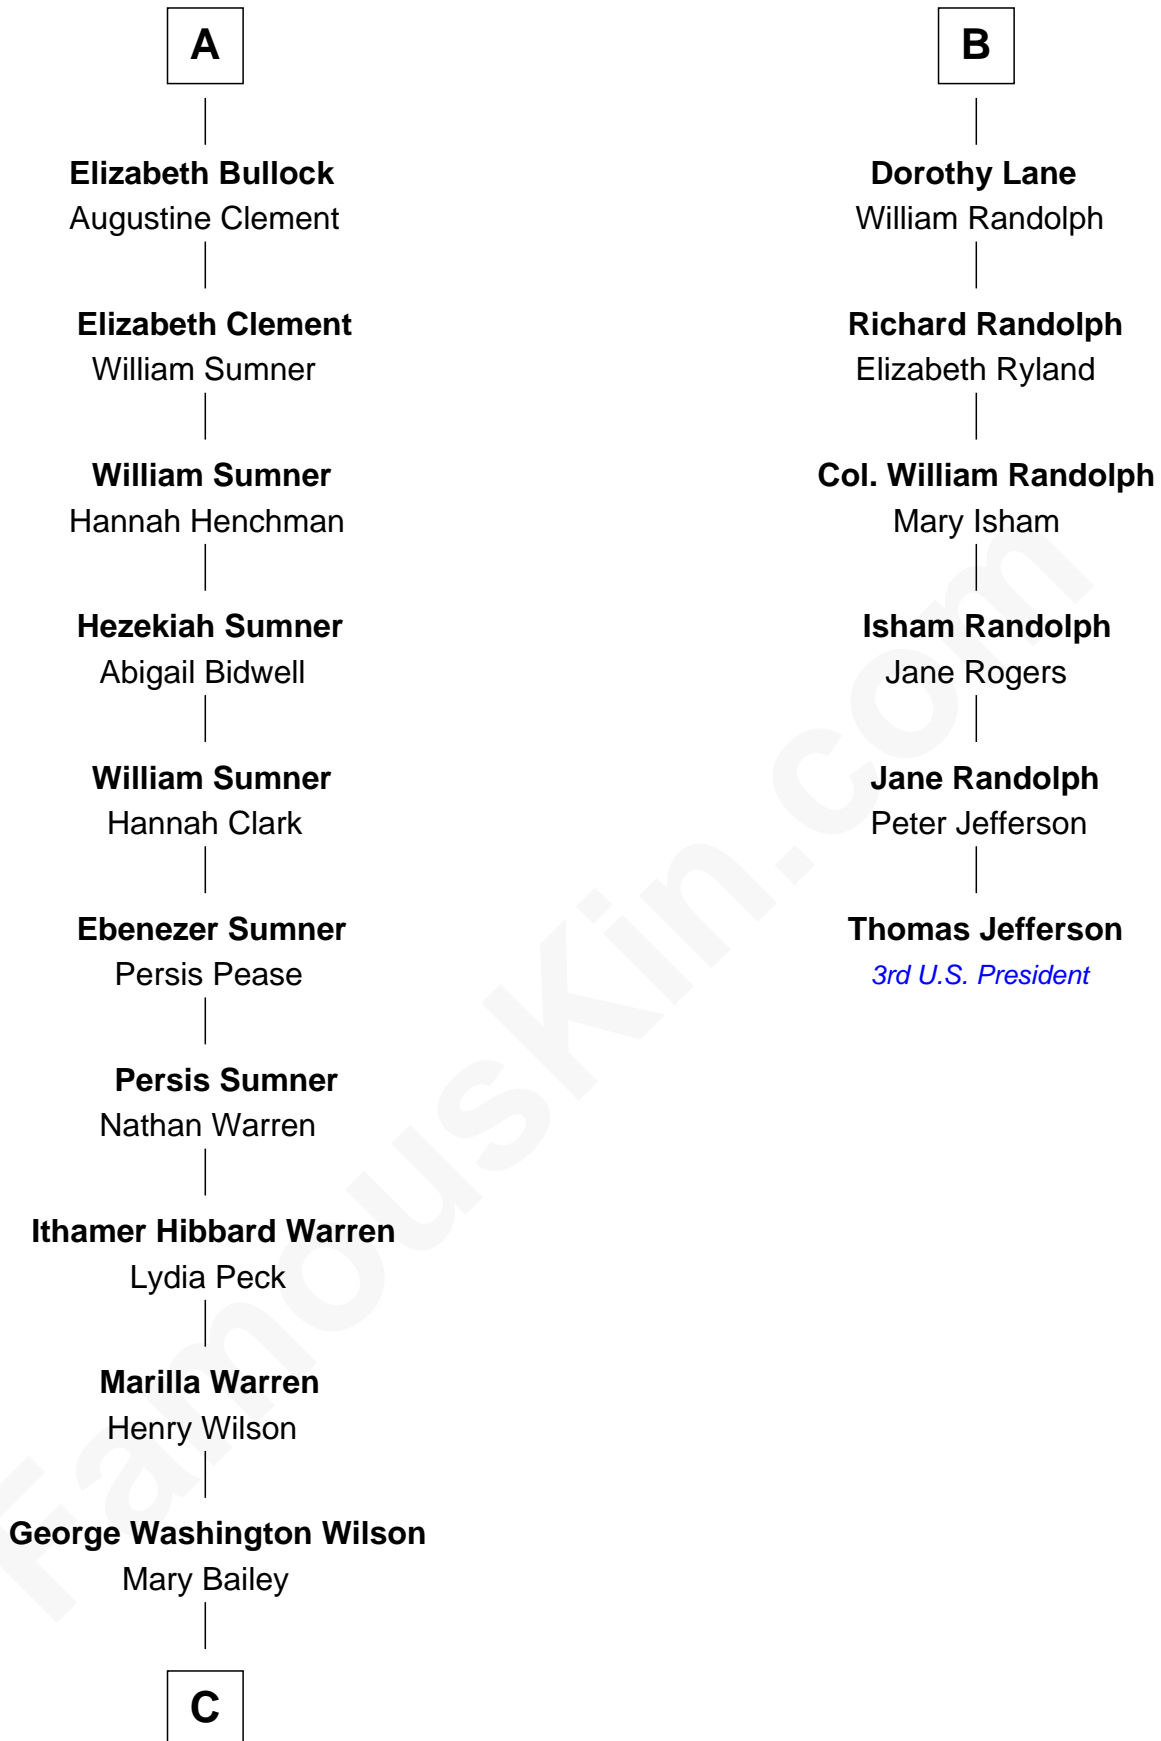 A
Elizabeth Bullock
Augustine Clement
Elizabeth Clement
William Sumner
William Sumner
Hannah Henchman
Hezekiah Sumner
Abigail Bidwell
William Sumner
Hannah Clark
Ebenezer Sumner
Persis Pease
Persis Sumner
Nathan Warren
Ithamer Hibbard Warren
Lydia Peck
Marilla Warren
Henry Wilson
George Washington Wilson
Mary Bailey
C
B
Dorothy Lane
William Randolph
Richard Randolph
Elizabeth Ryland
Col. William Randolph
Mary Isham
Isham Randolph
Jane Rogers
Jane Randolph
Peter Jefferson
Thomas Jefferson
3rd U.S. President
FamousKin.com